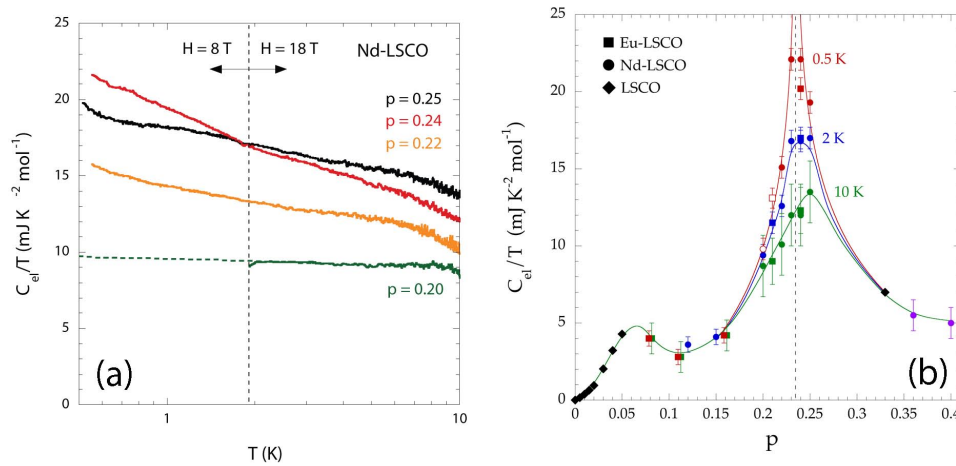 25
20
15
10
5
0
C_el/T (mJ K⁻² mol⁻¹)
H = 8 T
H = 18 T
Nd-LSCO
p = 0.25
p = 0.24
p = 0.22
p = 0.20
(a)
1
10
T (K)
25
20
15
10
5
0
C_el/T (mJ K⁻² mol⁻¹)
Eu-LSCO
Nd-LSCO
LSCO
0.5 K
2 K
10 K
(b)
0
0.05
0.1
0.15
0.2
0.25
0.3
0.35
0.4
p